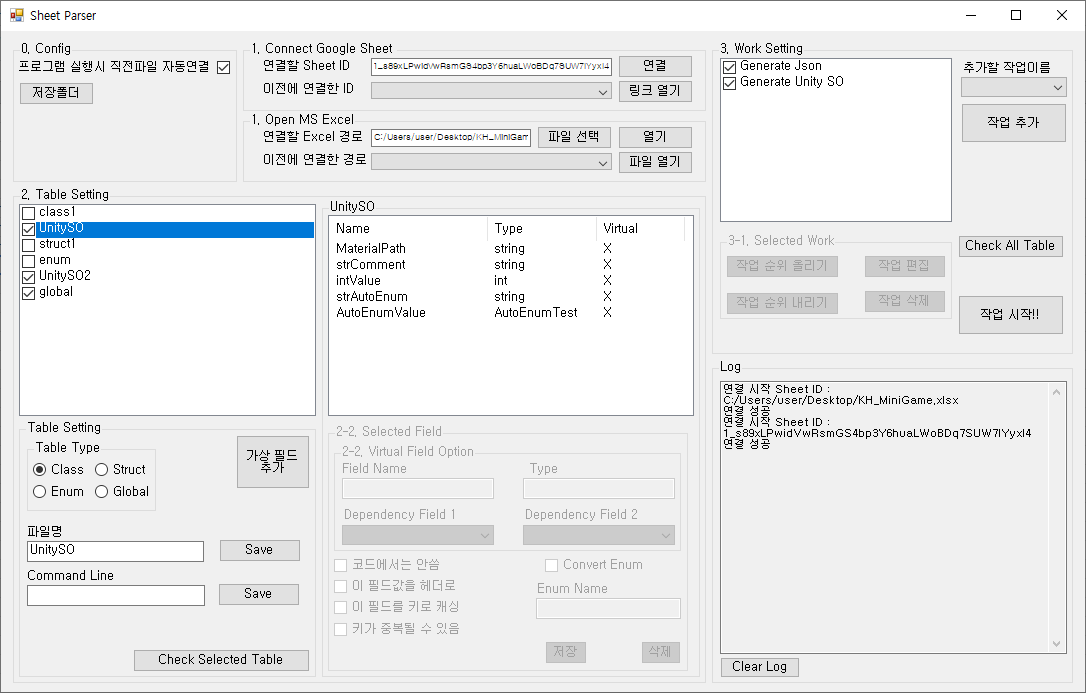 Sheet Parser
0. Config
프로그램 실행시 직전파일 자동연결
저장폴더
1. Connect Google Sheet
연결할 Sheet ID
1_s89xLPwidVwRsmGS4bp3Y6huaLWoBDq7SUW7IYyxI4
연결
이전에 연결한 ID
링크 열기
1. Open MS Excel
연결할 Excel 경로
C:/Users/user/Desktop/KH_MiniGam
파일 선택
열기
이전에 연결한 경로
파일 열기
2. Table Setting
class1
UnitySO
struct1
enum
UnitySO2
global
UnitySO
Name Type Virtual
MaterialPath string X
strComment string X
intValue int X
strAutoEnum string X
AutoEnumValue AutoEnumTest X
Table Setting
Table Type
Class Struct
Enum Global
가상 필드
추가
파일명
UnitySO
Save
Command Line
Save
Check Selected Table
2-2. Selected Field
2-2. Virtual Field Option
Field Name Type
Dependency Field 1 Dependency Field 2
코드에서는 안씀
Convert Enum
이 필드값을 헤더로
Enum Name
이 필드를 키로 캐싱
키가 중복될 수 있음
저장
삭제
3. Work Setting
Generate Json
Generate Unity SO
추가할 작업이름
작업 추가
3-1. Selected Work
작업 순위 올리기
작업 편집
작업 순위 내리기
작업 삭제
Check All Table
작업 시작!!
Log
연결 시작 Sheet ID :
C:/Users/user/Desktop/KH_MiniGame.xlsx
연결 성공
연결 시작 Sheet ID :
1_s89xLPwidVwRsmGS4bp3Y6huaLWoBDq7SUW7IYyxI4
연결 성공
Clear Log